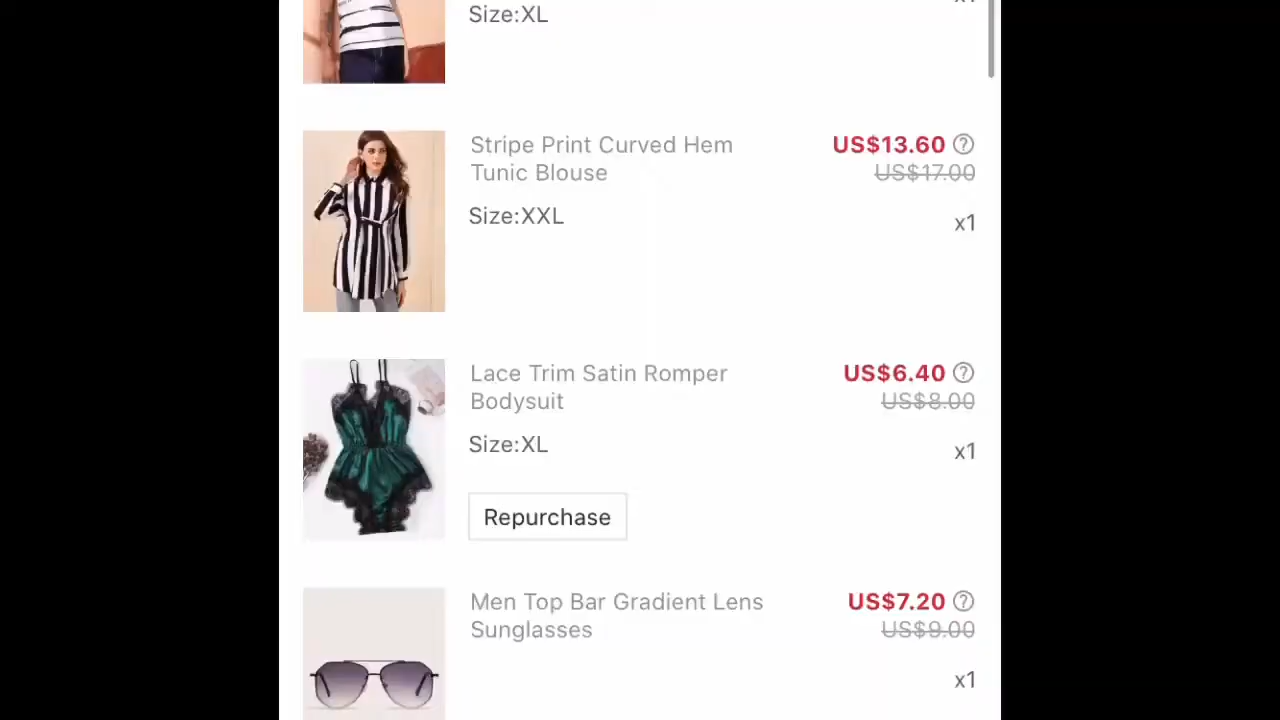 Size:XL
x1
Stripe Print Curved Hem
Tunic Blouse
US$13.60 ?
US$17.00
Size:XXL
x1
Lace Trim Satin Romper
Bodysuit
US$6.40 ?
US$8.00
Size:XL
x1
Repurchase
Men Top Bar Gradient Lens
Sunglasses
US$7.20 ?
US$9.00
x1